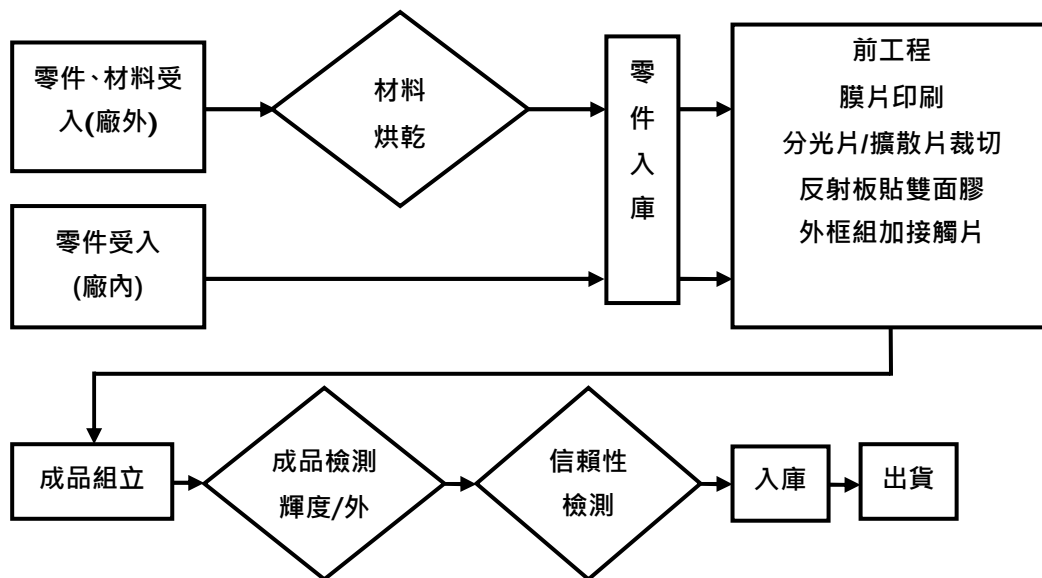 零件、材料受
入(廠外)
材料
烘乾
零
件
入
庫
前工程
膜片印刷
分光片/擴散片裁切
反射板貼雙面膠
外框組加接觸片
零件受入
(廠內)
成品組立
成品檢測
輝度/外
信賴性
檢測
入庫
出貨